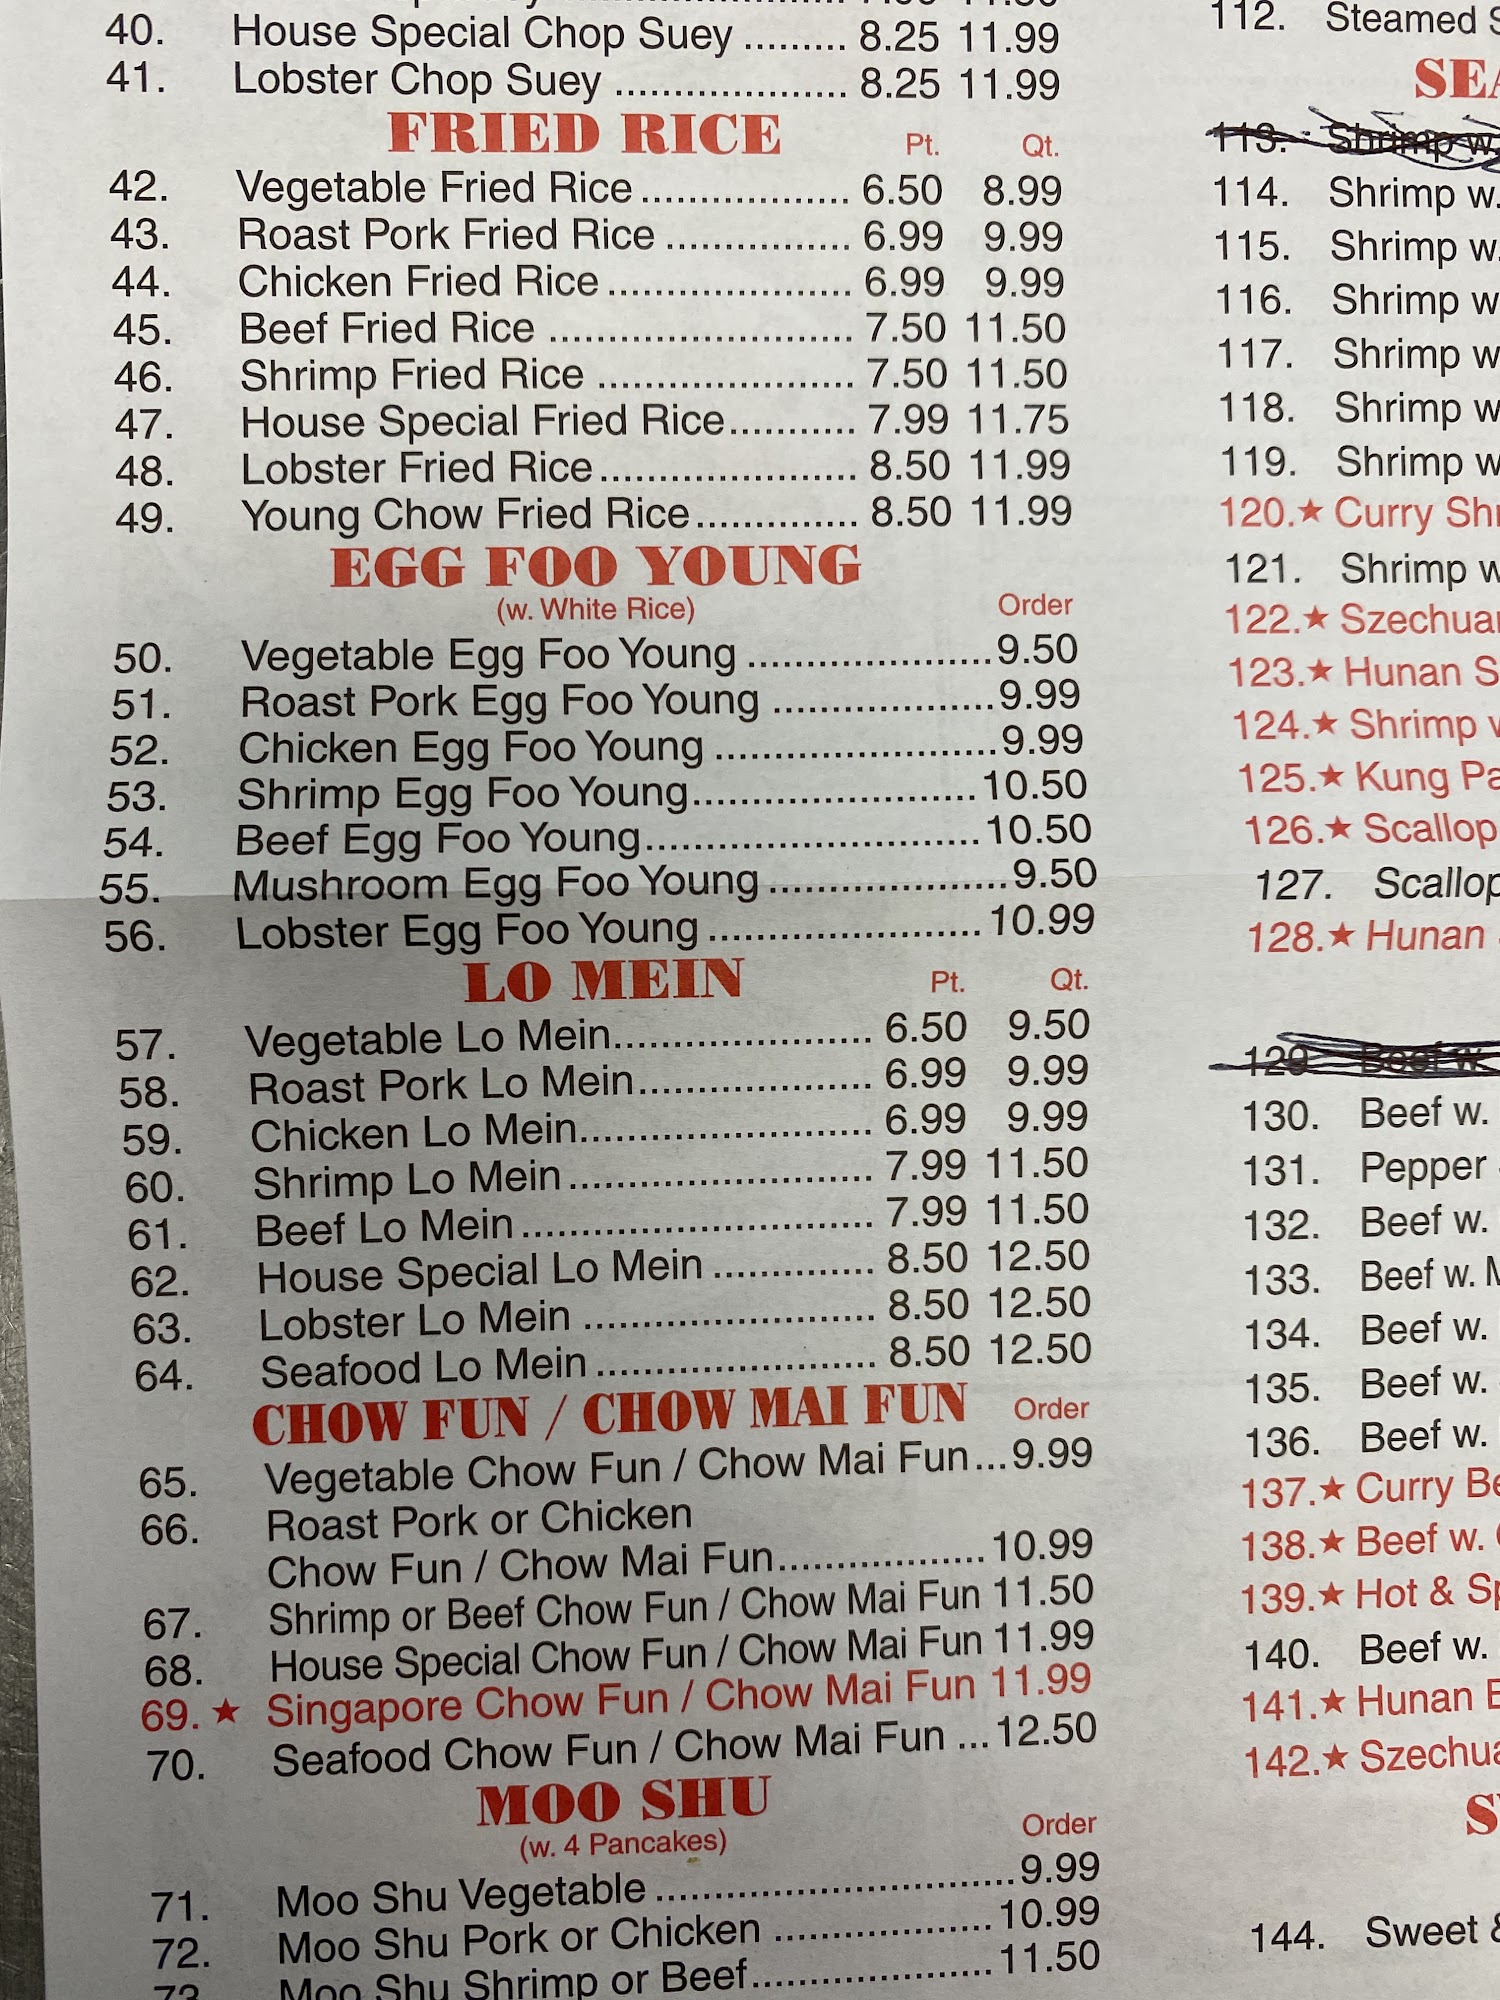 40. House Special Chop Suey ......... 8.25 11.99
41. Lobster Chop Suey .................... 8.25 11.99
FRIED RICE Pt. Qt.
42. Vegetable Fried Rice .................. 6.50 8.99
43. Roast Pork Fried Rice ................ 6.99 9.99
44. Chicken Fried Rice ..................... 6.99 9.99
45. Beef Fried Rice .......................... 7.50 11.50
46. Shrimp Fried Rice ...................... 7.50 11.50
47. House Special Fried Rice........... 7.99 11.75
48. Lobster Fried Rice ...................... 8.50 11.99
49. Young Chow Fried Rice.............. 8.50 11.99
EGG FOO YOUNG
(w. White Rice) Order
50. Vegetable Egg Foo Young .....................9.50
51. Roast Pork Egg Foo Young ...................9.99
52. Chicken Egg Foo Young ........................9.99
53. Shrimp Egg Foo Young........................10.50
54. Beef Egg Foo Young.............................10.50
55. Mushroom Egg Foo Young .....................9.50
56. Lobster Egg Foo Young .......................10.99
LO MEIN Pt. Qt.
57. Vegetable Lo Mein...................... 6.50 9.50
58. Roast Pork Lo Mein.................... 6.99 9.99
59. Chicken Lo Mein......................... 6.99 9.99
60. Shrimp Lo Mein .......................... 7.99 11.50
61. Beef Lo Mein .............................. 7.99 11.50
62. House Special Lo Mein .............. 8.50 12.50
63. Lobster Lo Mein ......................... 8.50 12.50
64. Seafood Lo Mein ........................ 8.50 12.50
CHOW FUN / CHOW MAI FUN Order
65. Vegetable Chow Fun / Chow Mai Fun...9.99
66. Roast Pork or Chicken
Chow Fun / Chow Mai Fun..................10.99
67. Shrimp or Beef Chow Fun / Chow Mai Fun 11.50
68. House Special Chow Fun / Chow Mai Fun 11.99
69. ★ Singapore Chow Fun / Chow Mai Fun 11.99
70. Seafood Chow Fun / Chow Mai Fun ...12.50
MOO SHU
(w. 4 Pancakes) Order
71. Moo Shu Vegetable ...............................9.99
72. Moo Shu Pork or Chicken ...................10.99
73. Moo Shu Shrimp or Beef.....................11.50
112. Steamed
113. Shrimp w.
114. Shrimp w.
115. Shrimp w.
116. Shrimp w
117. Shrimp w
118. Shrimp w
119. Shrimp w
120.★ Curry
121. Shrimp w
122.★
123.★ Hunan
124.★ Shrimp
125.★ Kung
126.★ Scallop
127. Scallop
128.★ Hunan
129. Beef w.
130. Beef w.
131. Pepper
132. Beef w.
133. Beef w.
134. Beef w.
135. Beef w.
136. Beef w.
137.★ Curry
138.★ Beef w.
139.★ Hot &
140. Beef w.
141.★ Hunan
142.★
144. Sweet